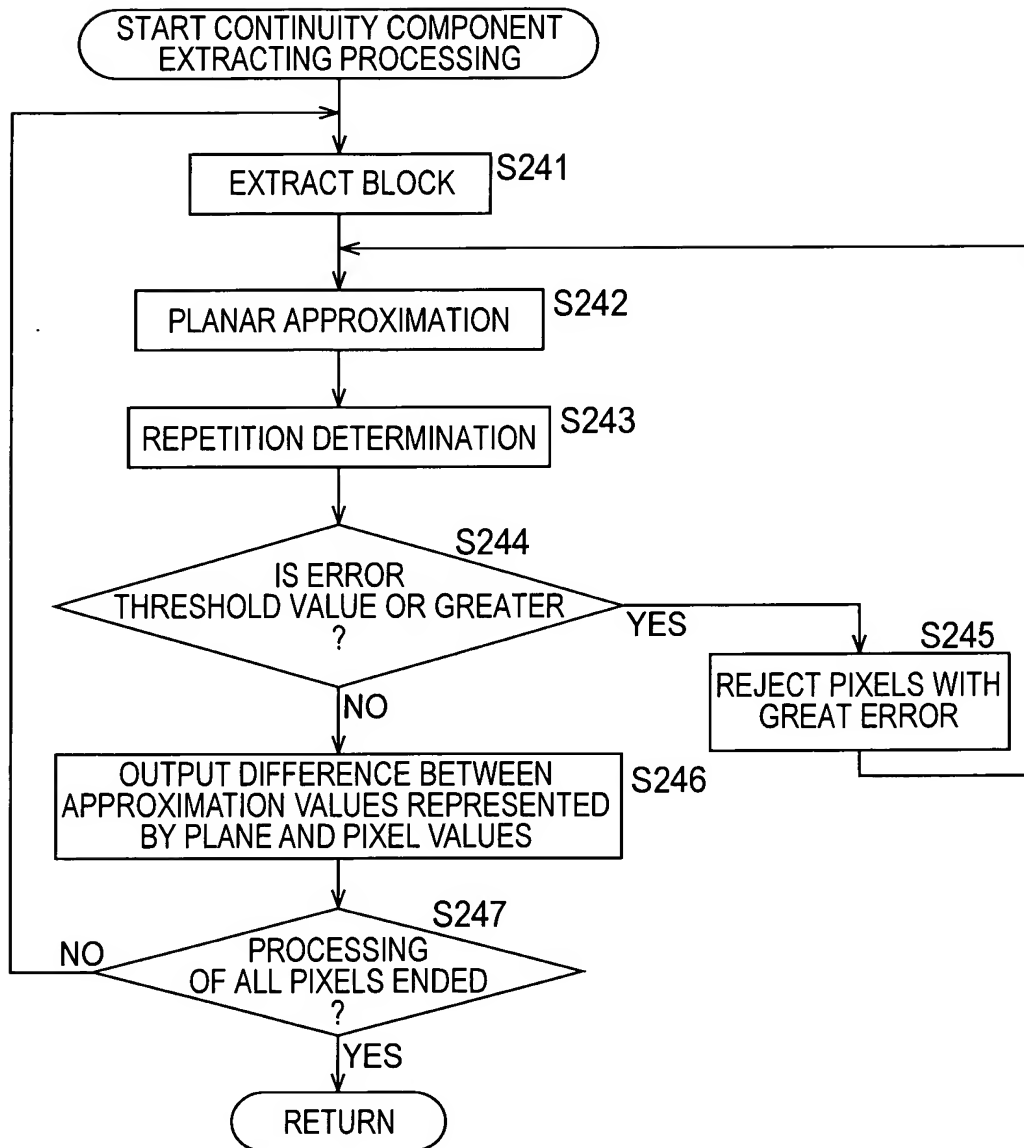 START CONTINUITY COMPONENT
EXTRACTING PROCESSING
EXTRACT BLOCK
S241
PLANAR APPROXIMATION
S242
REPETITION DETERMINATION
S243
S244
IS ERROR
THRESHOLD VALUE OR GREATER
?
YES
NO
S245
REJECT PIXELS WITH
GREAT ERROR
OUTPUT DIFFERENCE BETWEEN
APPROXIMATION VALUES REPRESENTED
BY PLANE AND PIXEL VALUES
S246
S247
PROCESSING
OF ALL PIXELS ENDED
?
NO
YES
RETURN